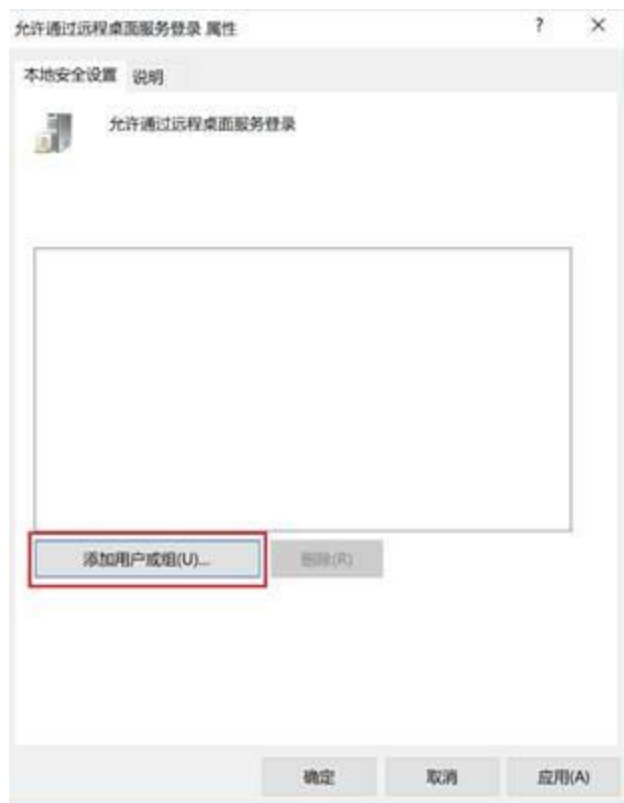 允许通过远程桌面服务登录 属性
? ×
本地安全设置 说明
允许通过远程桌面服务登录
添加用户或组(U)... 删除(R)
确定 取消 应用(A)